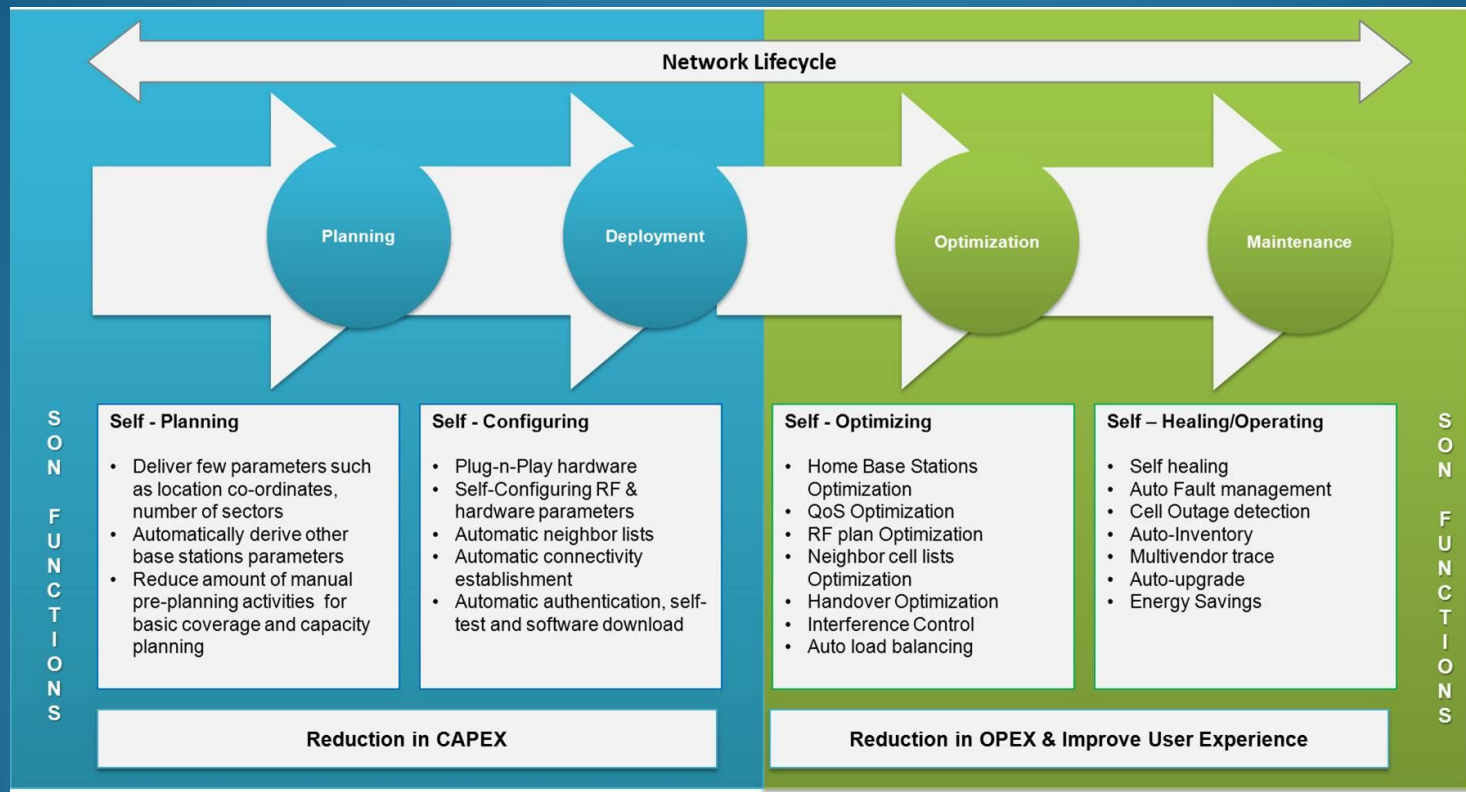 Network Lifecycle
Planning
Deployment
Optimization
Maintenance
SON FUNCTIONS
Self - Planning
• Deliver few parameters such
as location co-ordinates,
number of sectors
• Automatically derive other
base stations parameters
• Reduce amount of manual
pre-planning activities for
basic coverage and capacity
planning
Self - Configuring
• Plug-n-Play hardware
• Self-Configuring RF &
hardware parameters
• Automatic neighbor lists
• Automatic connectivity
establishment
• Automatic authentication, self-
test and software download
Self - Optimizing
• Home Base Stations
Optimization
• QoS Optimization
• RF plan Optimization
• Neighbor cell lists
Optimization
• Handover Optimization
• Interference Control
• Auto load balancing
Self – Healing/Operating
• Self healing
• Auto Fault management
• Cell Outage detection
• Auto-Inventory
• Multivendor trace
• Auto-upgrade
• Energy Savings
SON FUNCTIONS
Reduction in CAPEX
Reduction in OPEX & Improve User Experience